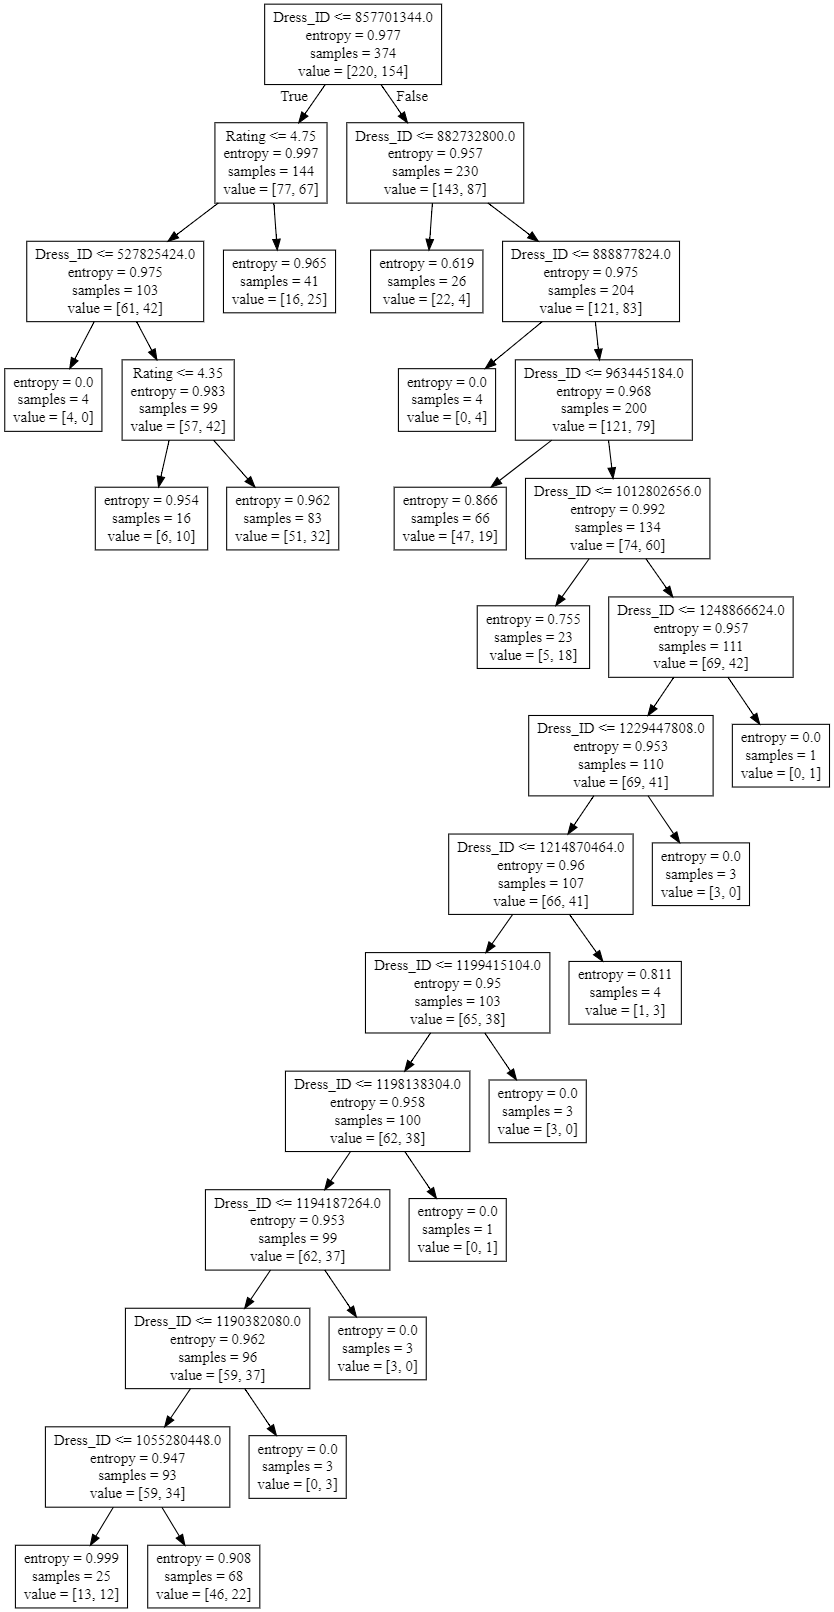 Dress_ID <= 857701344.0
entropy = 0.977
samples = 374
value = [220, 154]
True
False
Rating <= 4.75
entropy = 0.997
samples = 144
value = [77, 67]
Dress_ID <= 882732800.0
entropy = 0.957
samples = 230
value = [143, 87]
Dress_ID <= 527825424.0
entropy = 0.975
samples = 103
value = [61, 42]
entropy = 0.965
samples = 41
value = [16, 25]
entropy = 0.619
samples = 26
value = [22, 4]
Dress_ID <= 888877824.0
entropy = 0.975
samples = 204
value = [121, 83]
entropy = 0.0
samples = 4
value = [4, 0]
Rating <= 4.35
entropy = 0.983
samples = 99
value = [57, 42]
entropy = 0.0
samples = 4
value = [0, 4]
Dress_ID <= 963445184.0
entropy = 0.968
samples = 200
value = [121, 79]
entropy = 0.954
samples = 16
value = [6, 10]
entropy = 0.962
samples = 83
value = [51, 32]
entropy = 0.866
samples = 66
value = [47, 19]
Dress_ID <= 1012802656.0
entropy = 0.992
samples = 134
value = [74, 60]
entropy = 0.755
samples = 23
value = [5, 18]
Dress_ID <= 1248866624.0
entropy = 0.957
samples = 111
value = [69, 42]
Dress_ID <= 1229447808.0
entropy = 0.953
samples = 110
value = [69, 41]
entropy = 0.0
samples = 1
value = [0, 1]
Dress_ID <= 1214870464.0
entropy = 0.96
samples = 107
value = [66, 41]
entropy = 0.0
samples = 3
value = [3, 0]
Dress_ID <= 1199415104.0
entropy = 0.95
samples = 103
value = [65, 38]
entropy = 0.811
samples = 4
value = [1, 3]
Dress_ID <= 1198138304.0
entropy = 0.958
samples = 100
value = [62, 38]
entropy = 0.0
samples = 3
value = [3, 0]
Dress_ID <= 1194187264.0
entropy = 0.953
samples = 99
value = [62, 37]
entropy = 0.0
samples = 1
value = [0, 1]
Dress_ID <= 1190382080.0
entropy = 0.962
samples = 96
value = [59, 37]
entropy = 0.0
samples = 3
value = [3, 0]
Dress_ID <= 1055280448.0
entropy = 0.947
samples = 93
value = [59, 34]
entropy = 0.0
samples = 3
value = [0, 3]
entropy = 0.999
samples = 25
value = [13, 12]
entropy = 0.908
samples = 68
value = [46, 22]